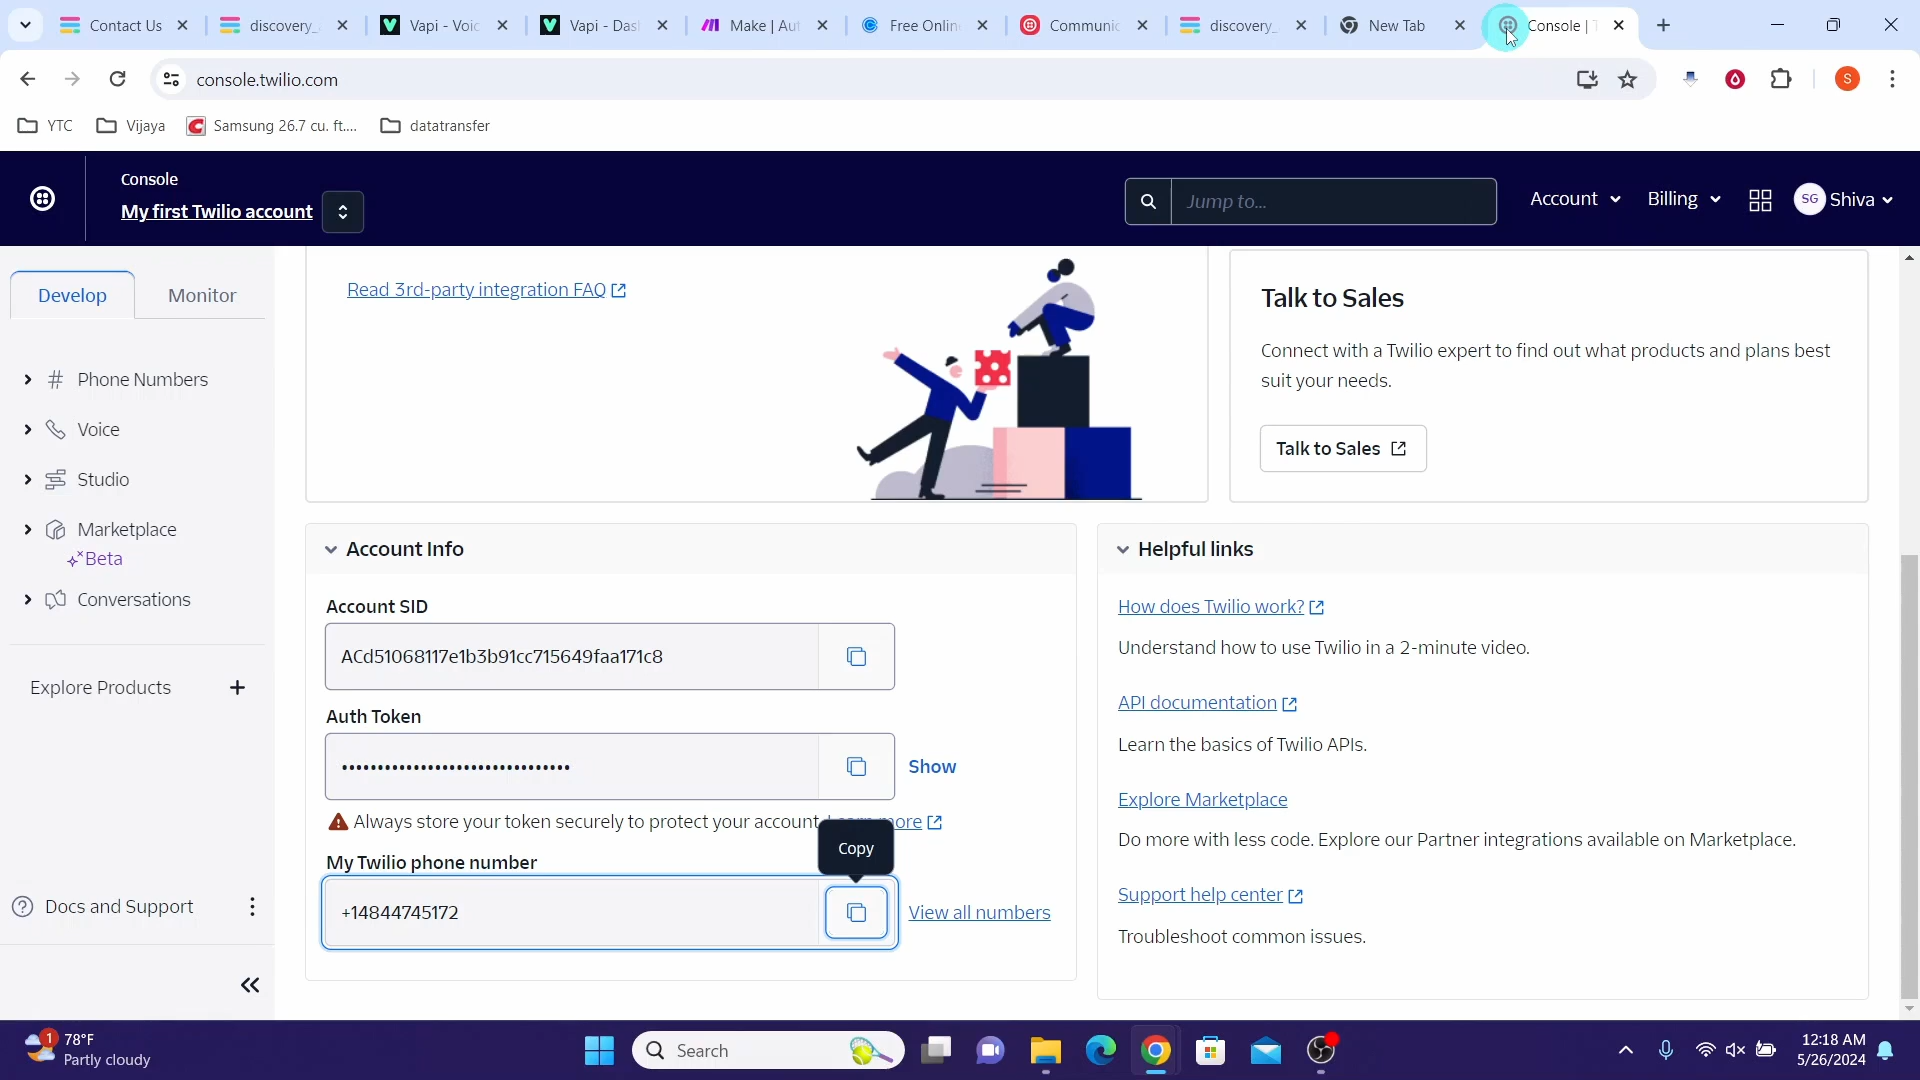 Contact Us
discovery_
Vapi - Voic
Vapi - Das
Make | Aut
Free Onlin
Communic
discovery_
New Tab
Console | T
console.twilio.com
S
YTC
Vijaya
Samsung 26.7 cu. ft....
datatransfer
Console
My first Twilio account
Jump to...
Account
Billing
SG
Shiva
Develop
Monitor
Phone Numbers
Voice
Studio
Marketplace
Beta
Conversations
Explore Products
Docs and Support
Read 3rd-party integration FAQ
Talk to Sales
Connect with a Twilio expert to find out what products and plans best
suit your needs.
Talk to Sales
Account Info
Account SID
ACd51068117e1b3b91cc715649faa171c8
Auth Token
••••••••••••••••••••••••••••••••
Show
Always store your token securely to protect your account. Learn more
Copy
My Twilio phone number
+14844745172
View all numbers
Helpful links
How does Twilio work?
Understand how to use Twilio in a 2-minute video.
API documentation
Learn the basics of Twilio APIs.
Explore Marketplace
Do more with less code. Explore our Partner integrations available on Marketplace.
Support help center
Troubleshoot common issues.
1
78°F
Partly cloudy
Search
12:18 AM
5/26/2024